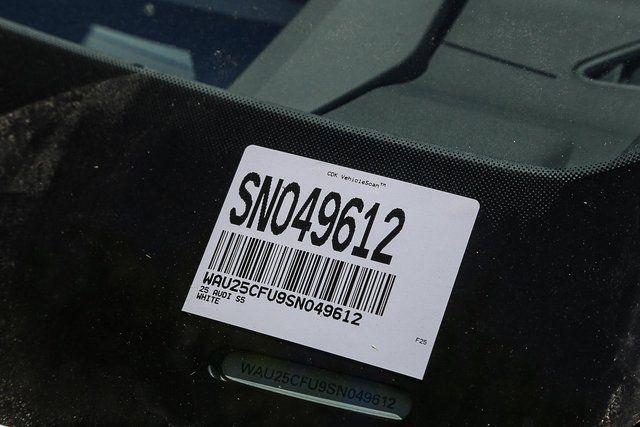 CDK VehicleScan™
SN049612
WAU25CFU9SN049612
25 AUDI S5
WHITE
F25
WAU25CFU9SN049612